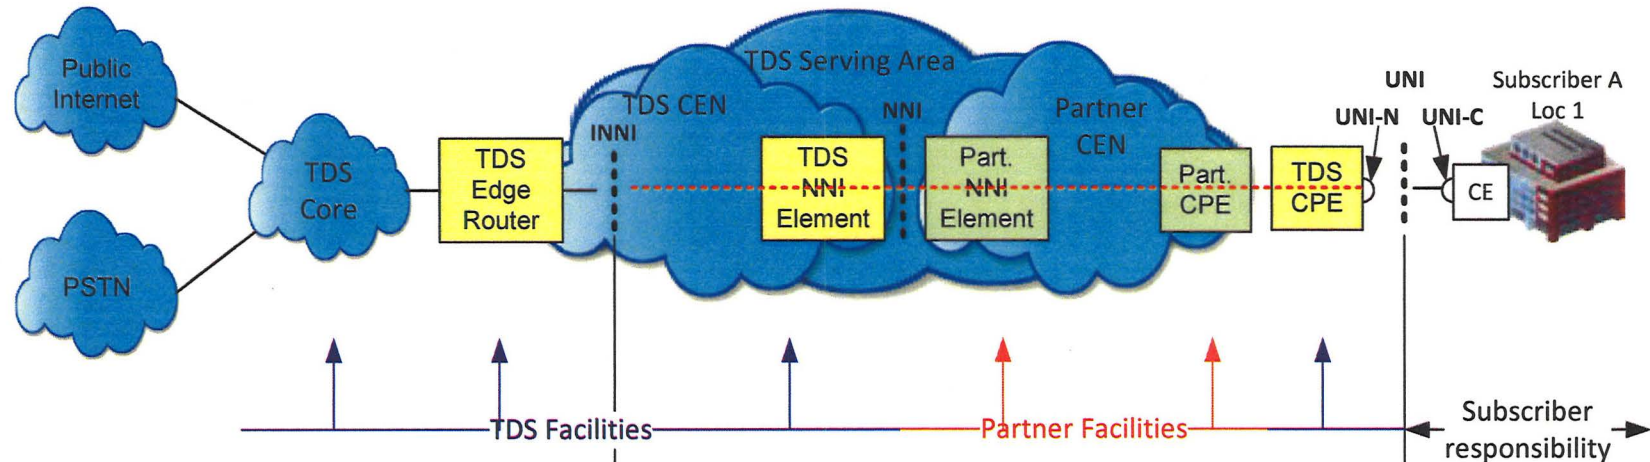 Public
Internet
PSTN
TDS
Core
TDS
Edge
Router
INNI
TDS CEN
TDS Serving Area
TDS
NNI
Element
NNI
Part.
NNI
Element
Partner
CEN
Part.
CPE
TDS
CPE
UNI
UNI-N
UNI-C
Subscriber A
Loc 1
CE
TDS Facilities
Partner Facilities
Subscriber
responsibility